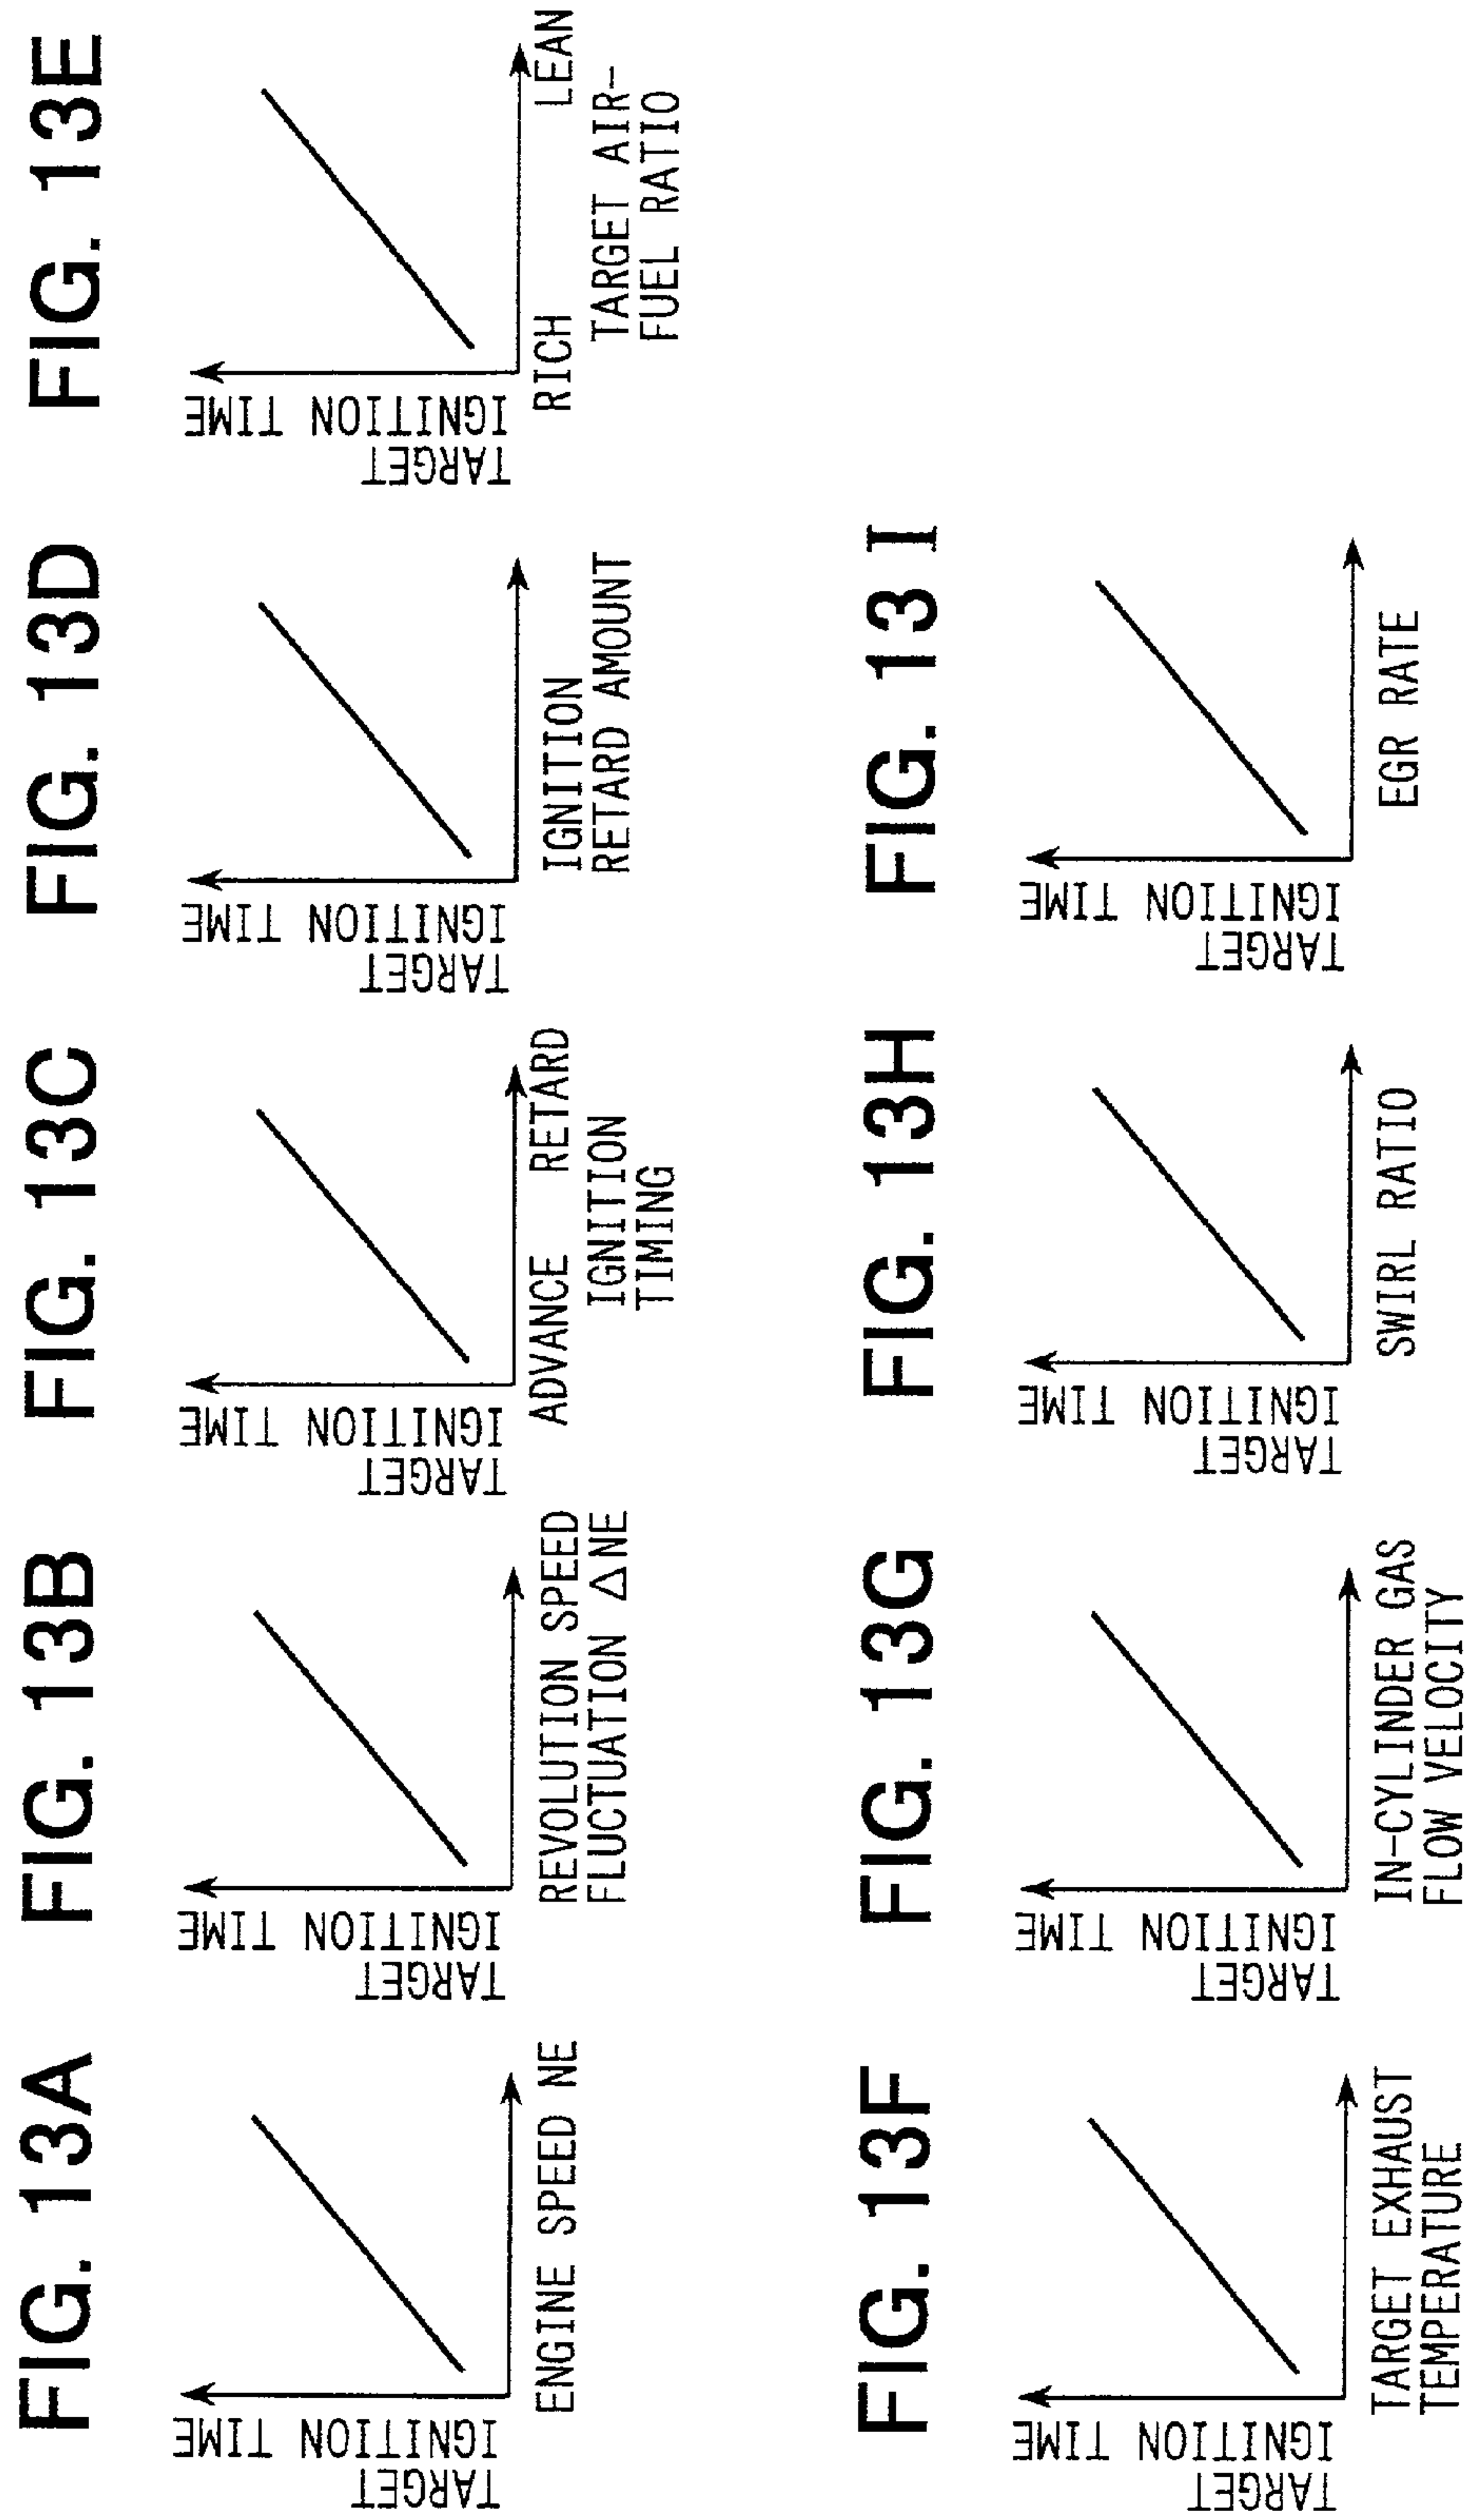 FIG. 13A
TARGET
IGNITION TIME
ENGINE SPEED NE
FIG. 13B
TARGET
IGNITION TIME
REVOLUTION SPEED
FLUCTUATION ΔNE
FIG. 13C
TARGET
IGNITION TIME
ADVANCE RETARD
IGNITION
TIMING
FIG. 13D
TARGET
IGNITION TIME
IGNITION
RETARD AMOUNT
FIG. 13E
TARGET
IGNITION TIME
RICH LEAN
TARGET AIR-
FUEL RATIO
FIG. 13F
TARGET
IGNITION TIME
TARGET EXHAUST
TEMPERATURE
FIG. 13G
TARGET
IGNITION TIME
IN-CYLINDER GAS
FLOW VELOCITY
FIG. 13H
TARGET
IGNITION TIME
SWIRL RATIO
FIG. 13 I
TARGET
IGNITION TIME
EGR RATE